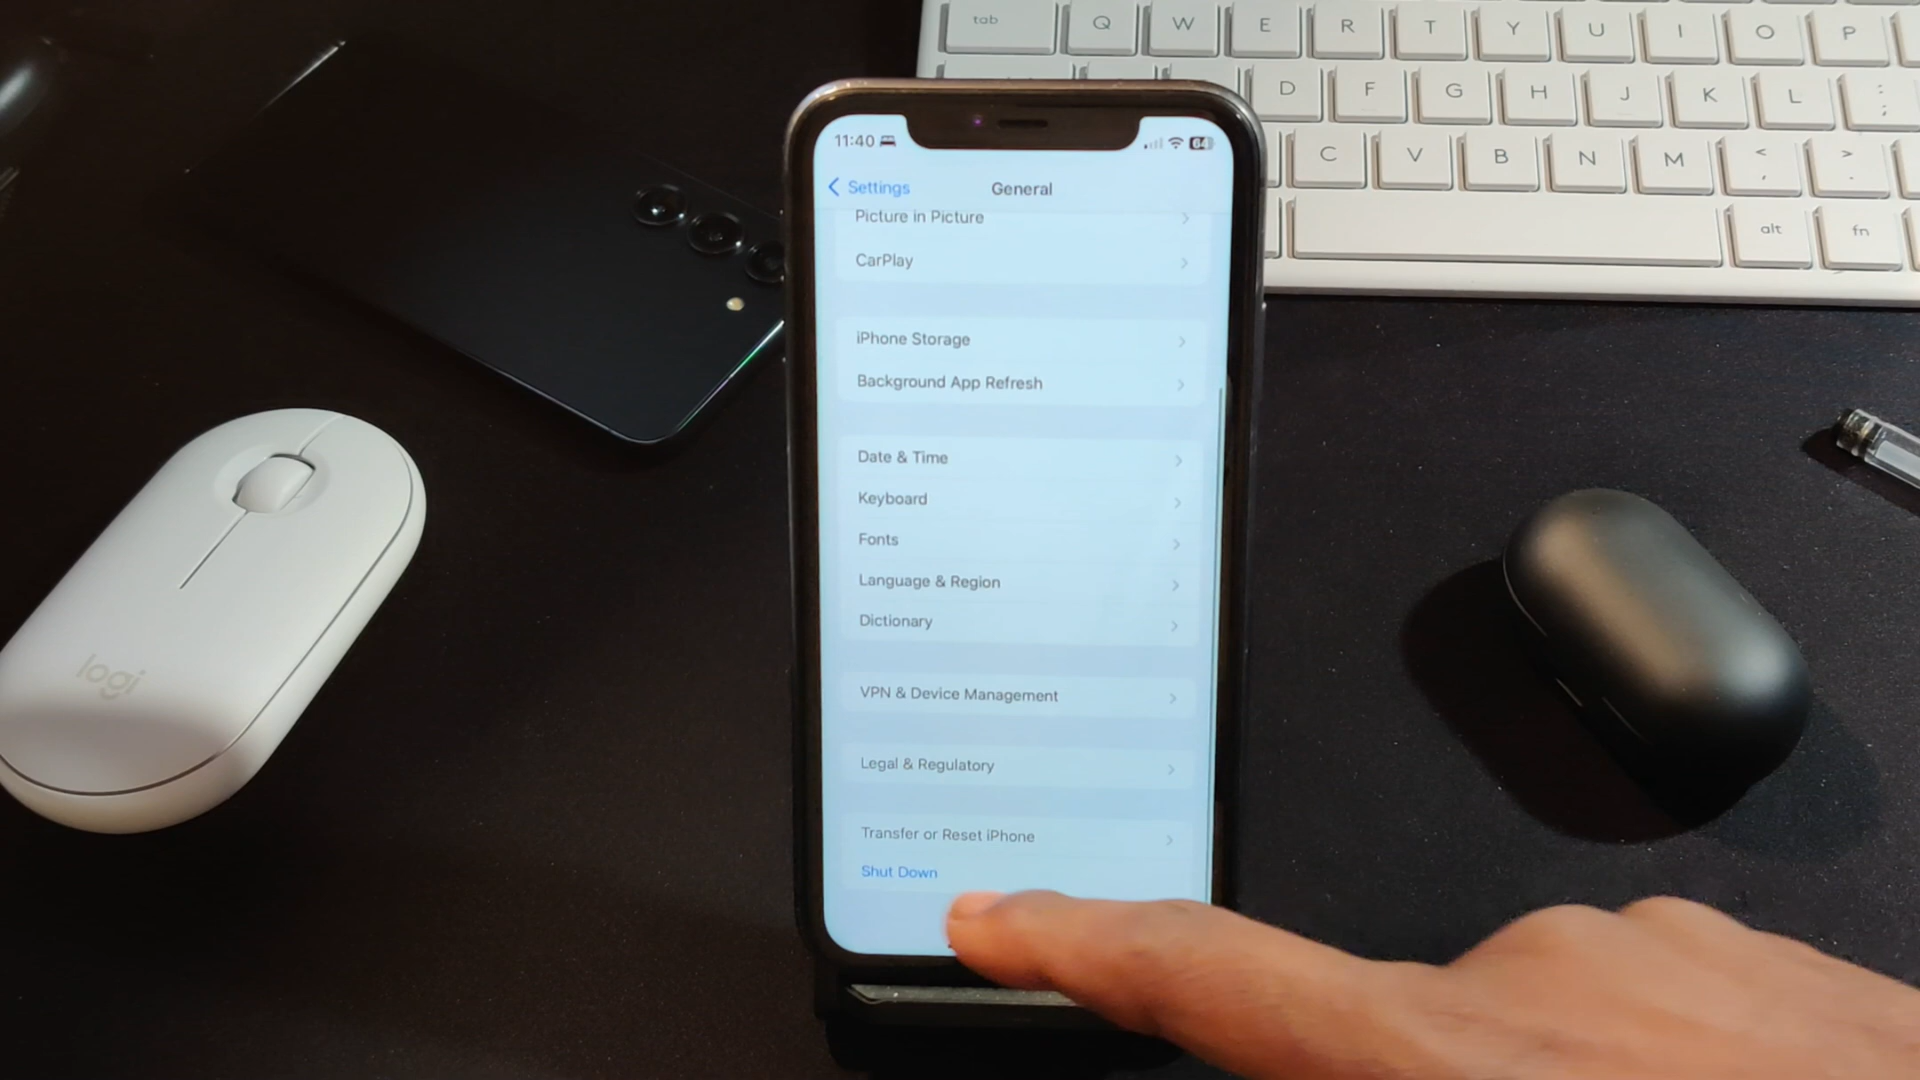 tab Q W E R T Y U I O P
D F G H J K L ; :
C V B N M < , > .
alt fn
11:40 64
Settings General
Picture in Picture
CarPlay
iPhone Storage
Background App Refresh
Date & Time
Keyboard
Fonts
Language & Region
Dictionary
VPN & Device Management
Legal & Regulatory
Transfer or Reset iPhone
Shut Down
logi